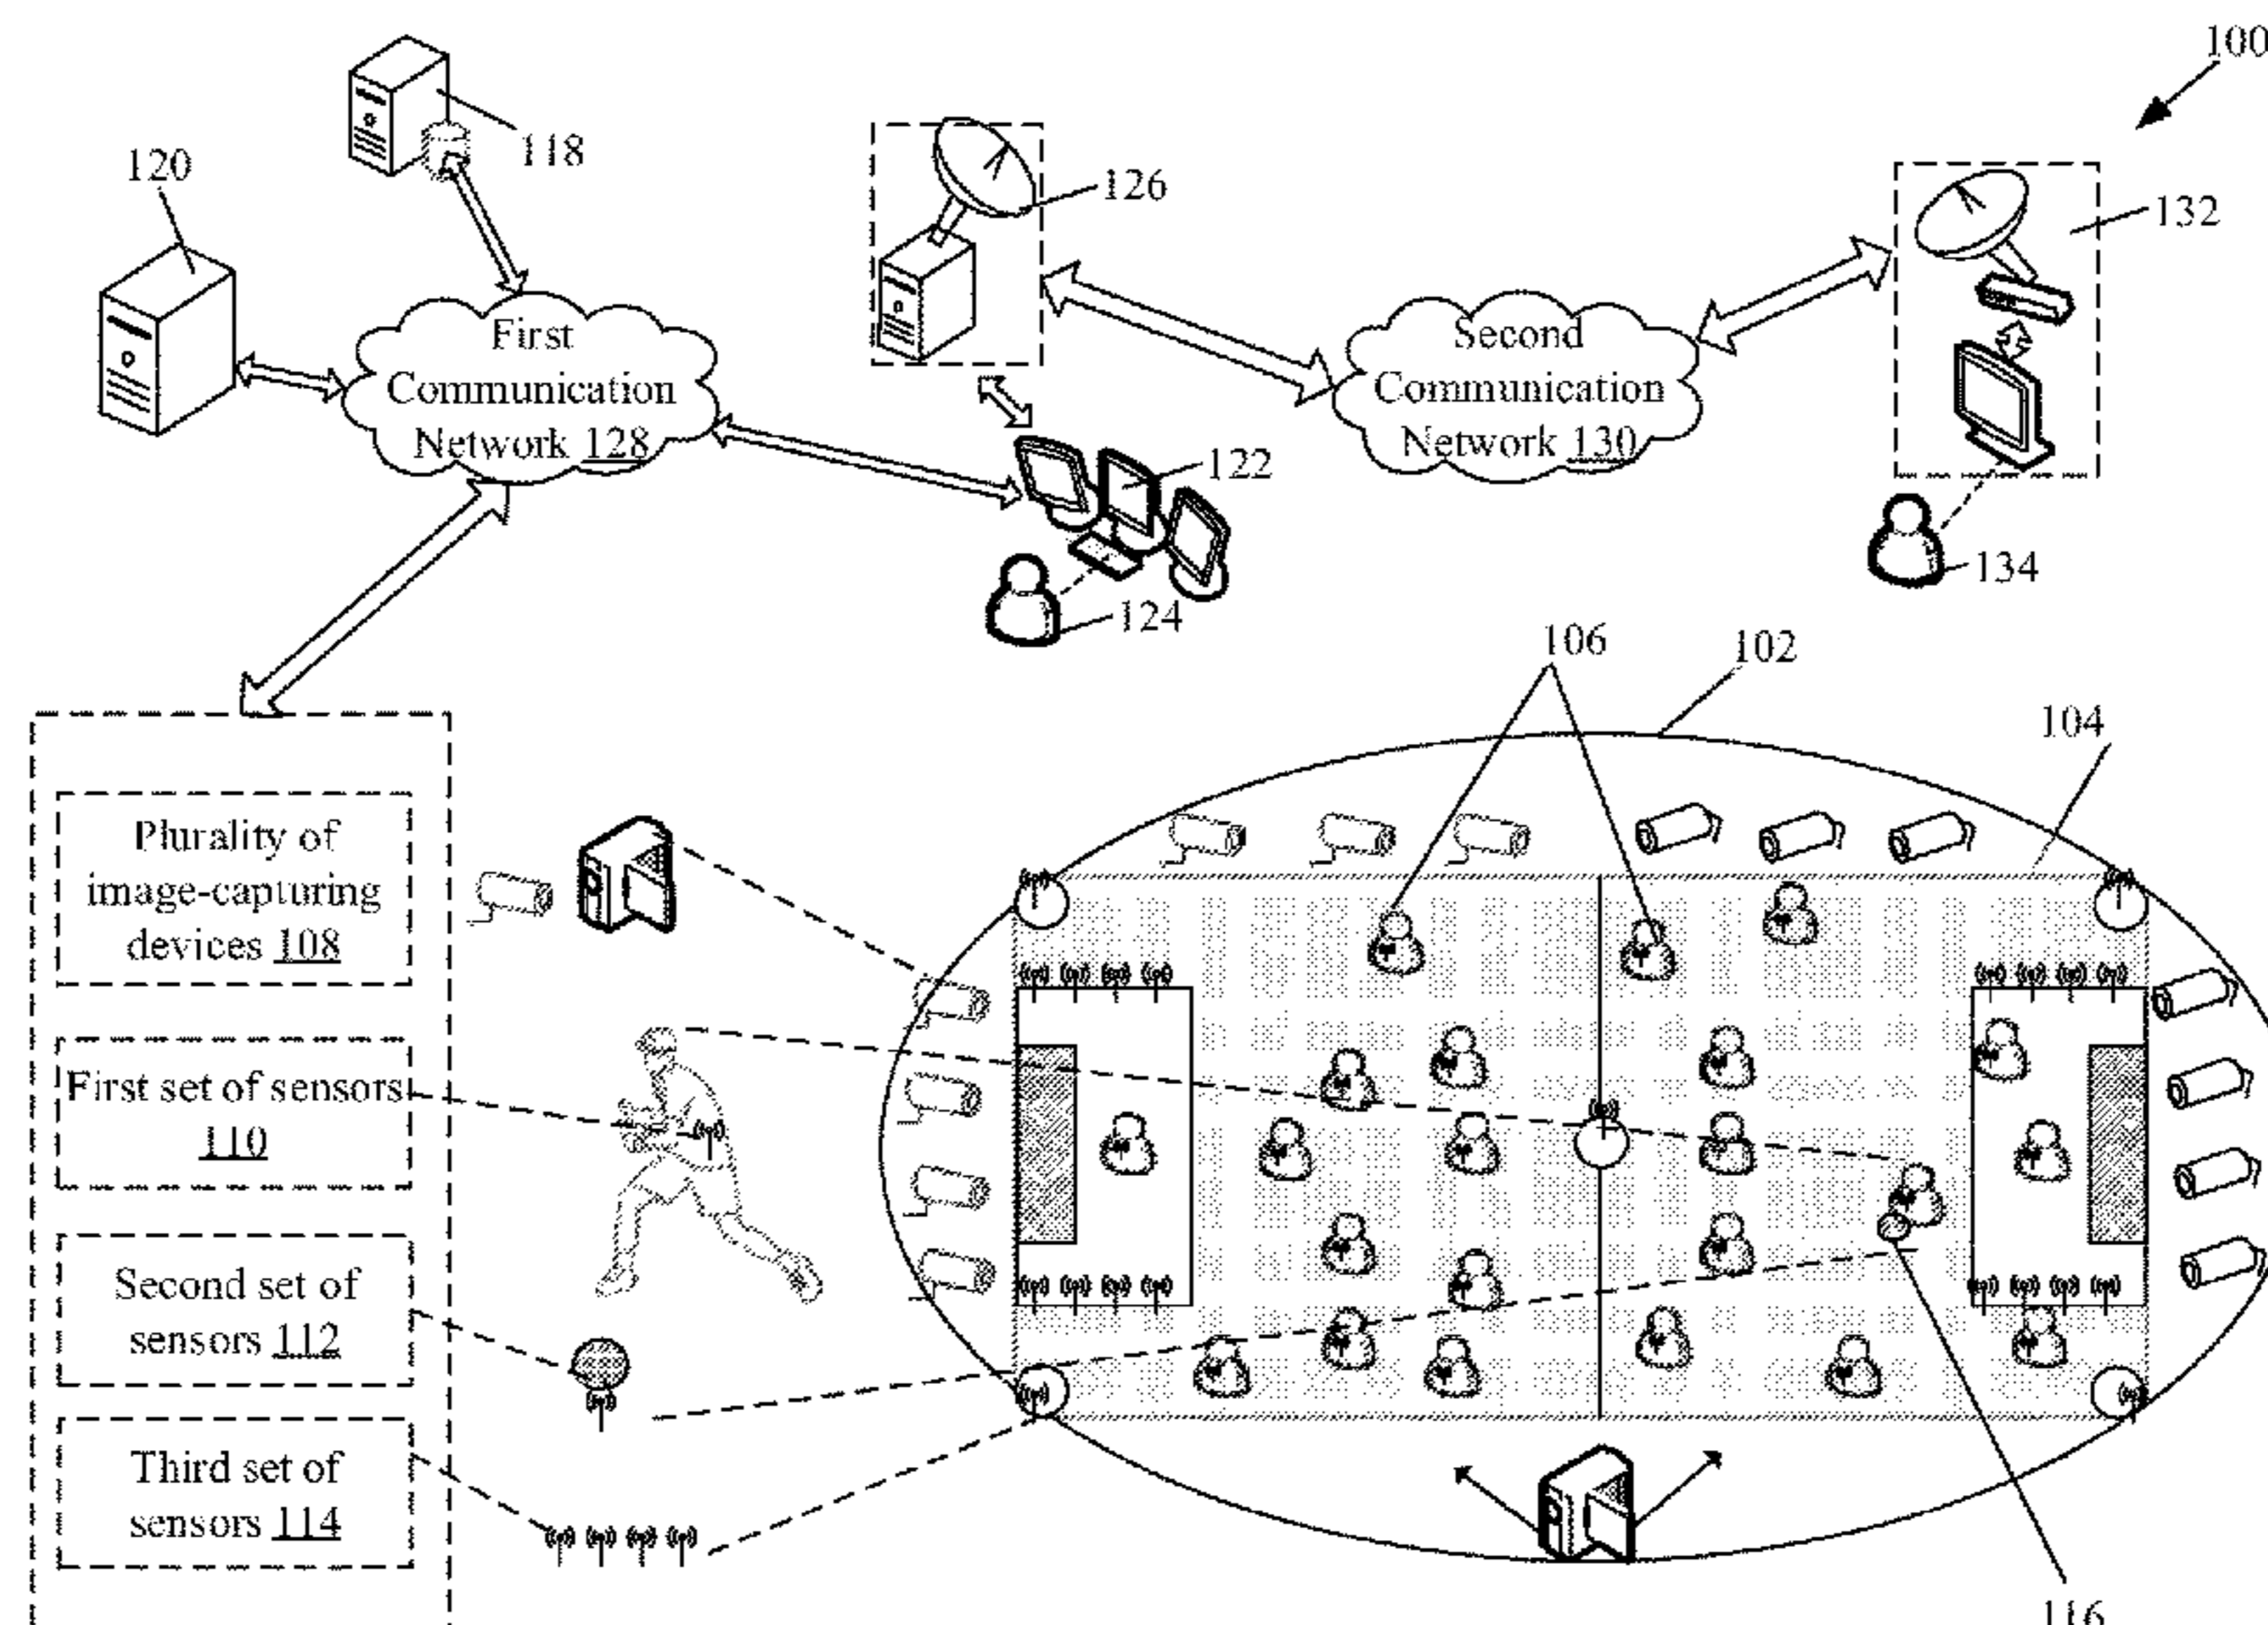 100
118
120
126
132
First
Communication
Network 128
Second
Communication
Network 130
122
134
124
106
102
104
Plurality of
image-capturing
devices 108
First set of sensors
110
Second set of
sensors 112
Third set of
sensors 114
116